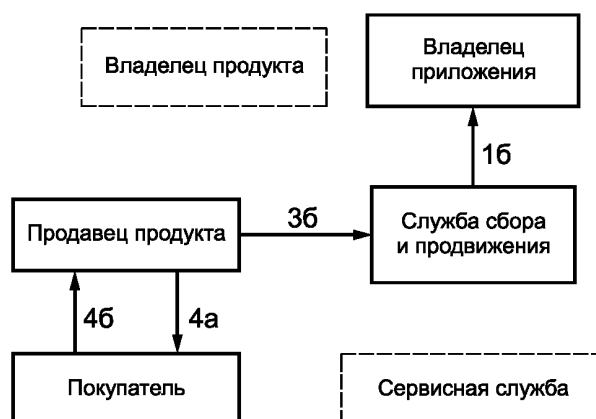 Владелец продукта
Владелец
приложения
1б
Продавец продукта
3б
Служба сбора
и продвижения
4б
4а
Покупатель
Сервисная служба